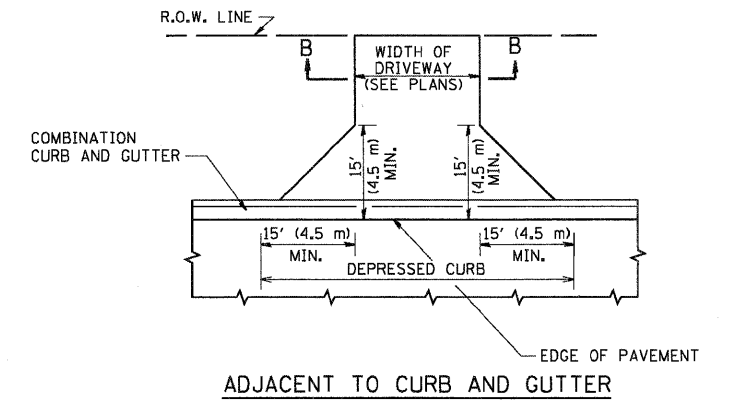 R.O.W. LINE
B
B
WIDTH OF
DRIVEWAY
(SEE PLANS)
COMBINATION
CURB AND GUTTER
15'
(4.5 m)
MIN.
15'
(4.5 m)
MIN.
15' (4.5 m)
MIN.
15' (4.5 m)
MIN.
DEPRESSED CURB
EDGE OF PAVEMENT
ADJACENT TO CURB AND GUTTER